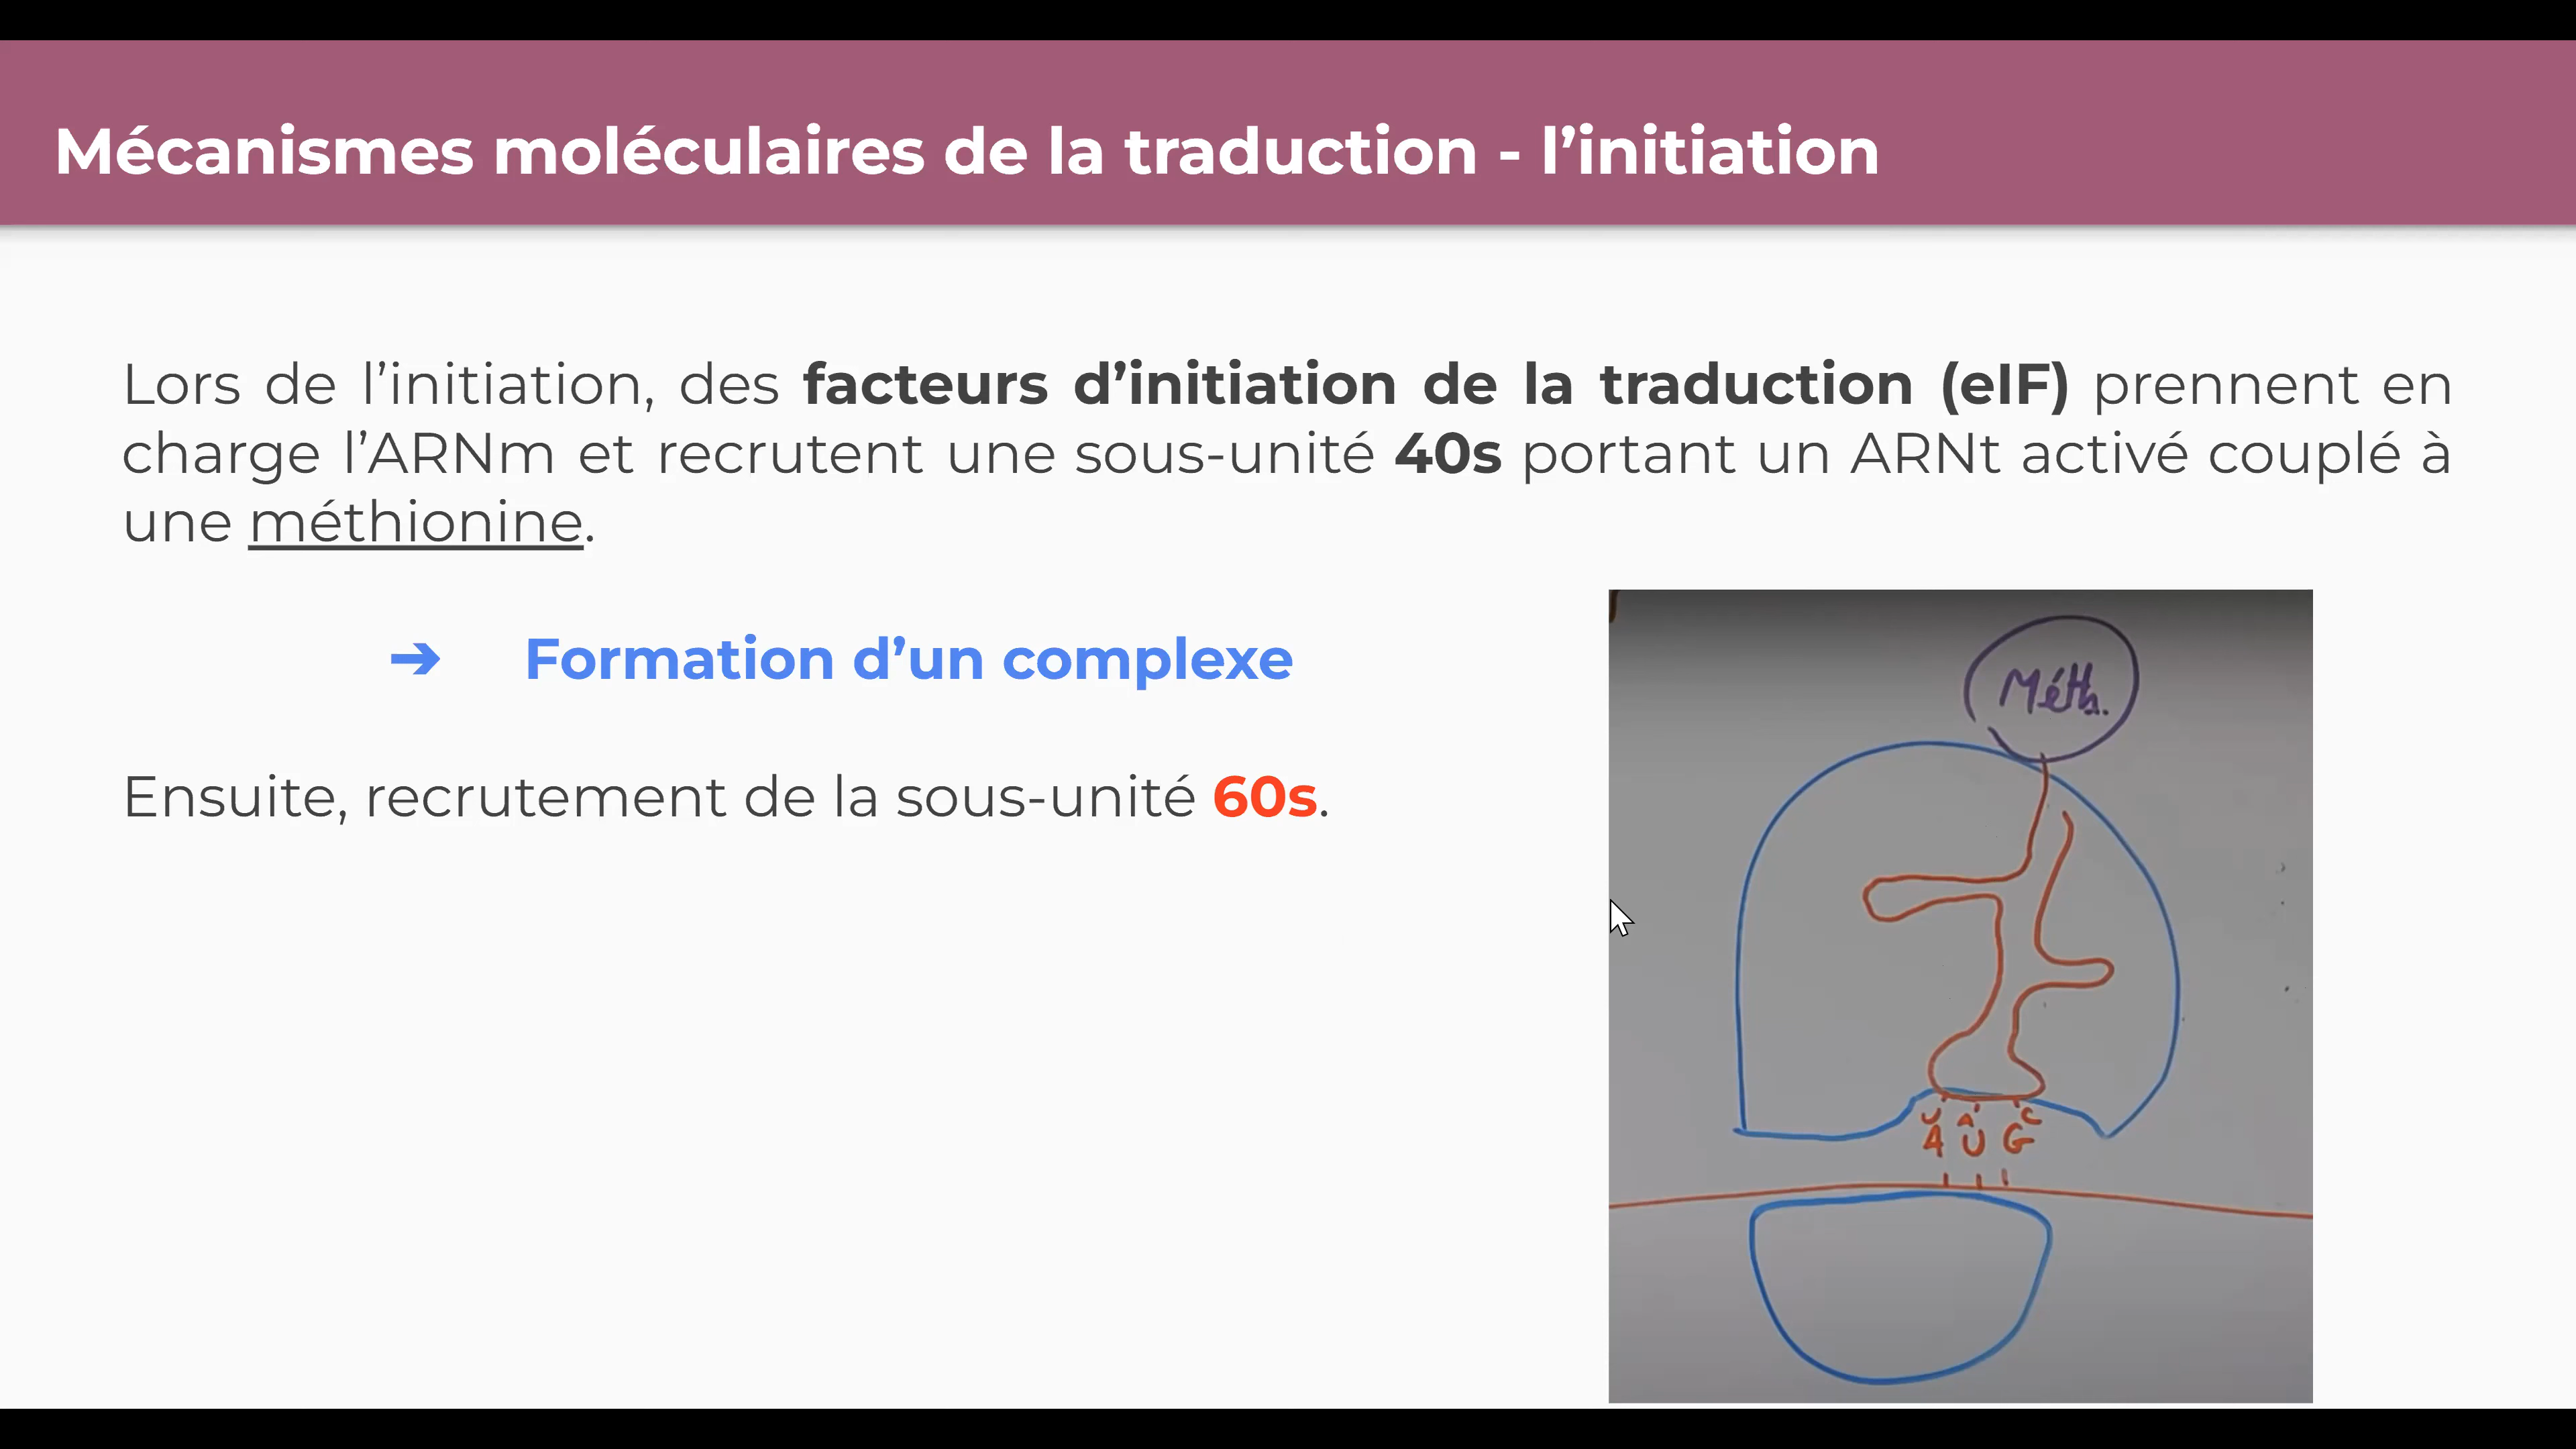 Mécanismes moléculaires de la traduction - l’initiation
Lors de l’initiation, des facteurs d’initiation de la traduction (eIF) prennent en
charge l’ARNm et recrutent une sous-unité 40s portant un ARNt activé couplé à
une méthionine.
➔ Formation d’un complexe
Ensuite, recrutement de la sous-unité 60s.
Méth.
U A C
A U G